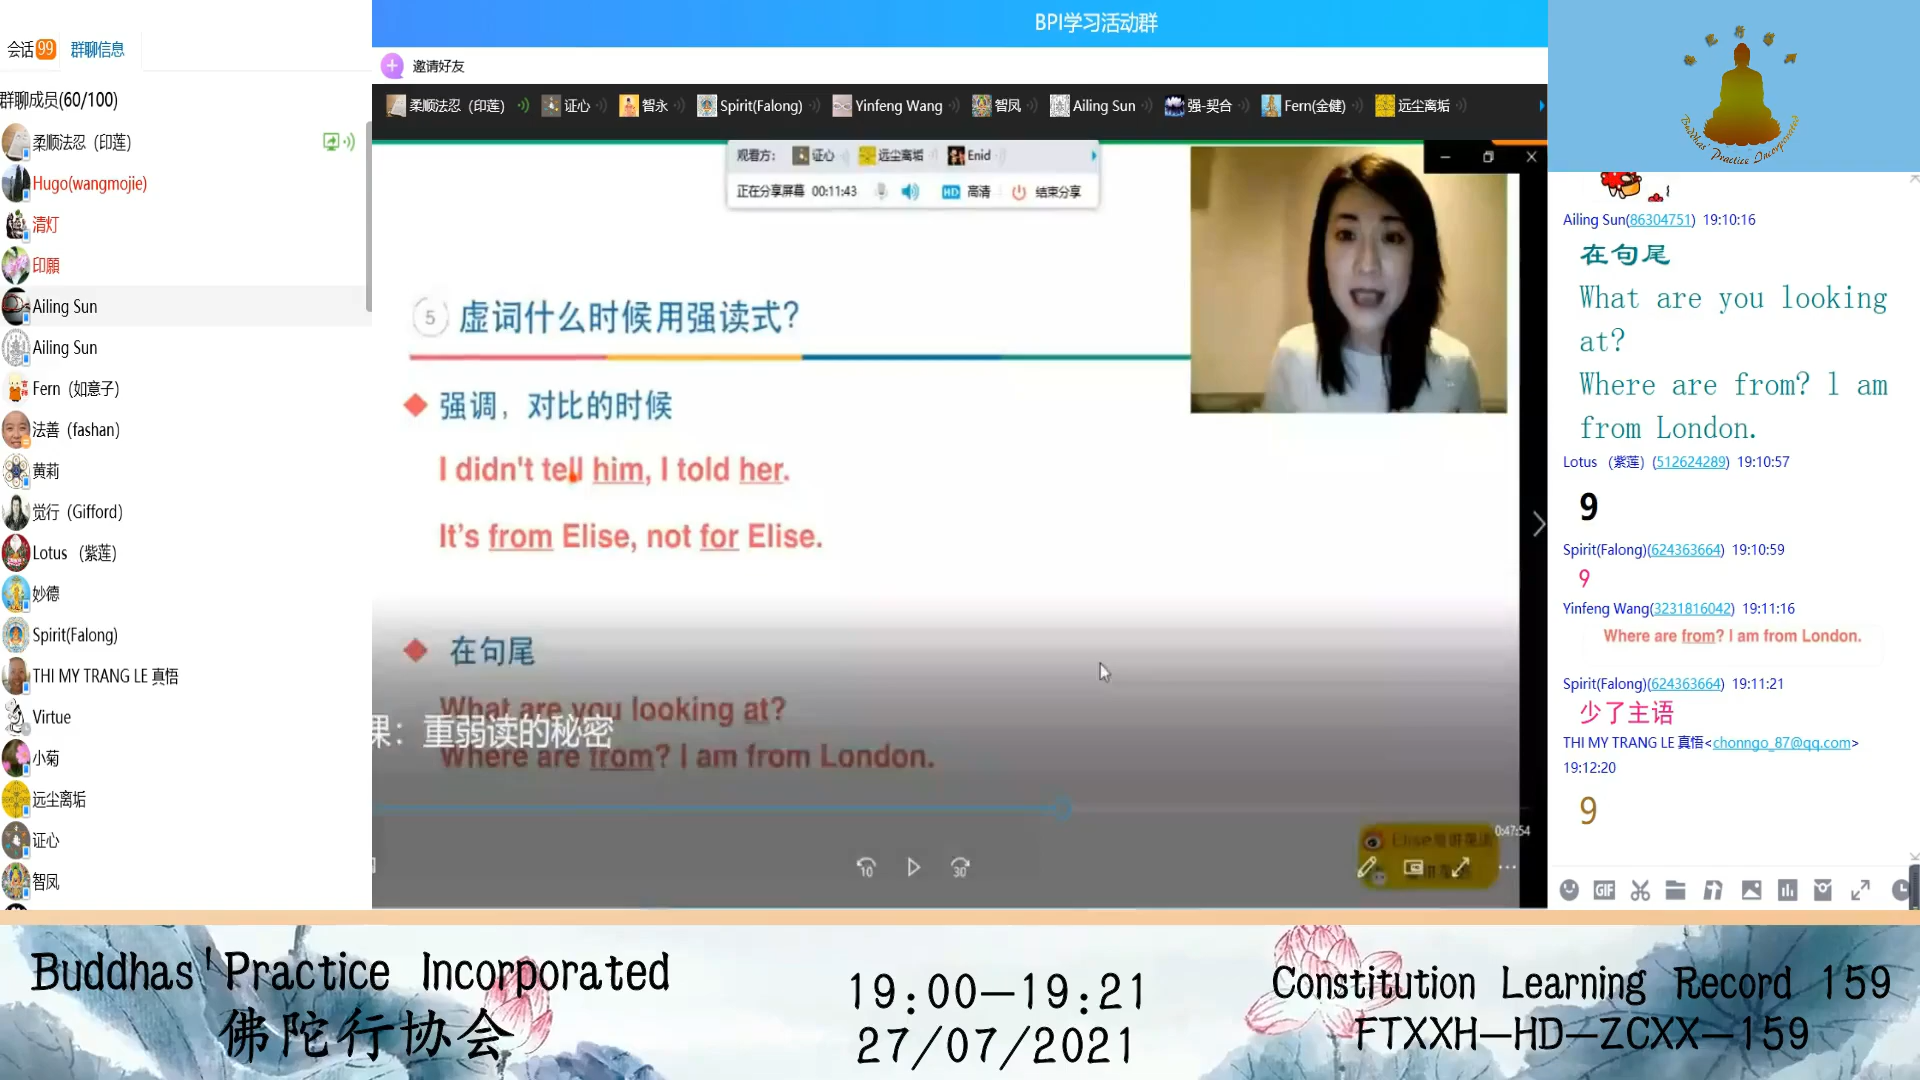 会话 99 群聊信息
群聊成员(60/100)
柔顺法忍（印莲）
Hugo(wangmojie)
清灯
印願
Ailing Sun
Ailing Sun
Fern（如意子）
法善（fashan）
黄莉
觉行（Gifford）
Lotus （紫莲）
妙德
Spirit(Falong)
THI MY TRANG LE 真悟
Virtue
小菊
远尘离垢
证心
智凤
BPI学习活动群
邀请好友
柔顺法忍（印莲） 证心 智永 Spirit(Falong) Yinfeng Wang 智凤 Ailing Sun 强-契合 Fern(金健) 远尘离垢
观看方： 证心 远尘离垢 Enid
正在分享屏幕 00:11:43 HD 高清 结束分享
5 虚词什么时候用强读式?
强调，对比的时候
I didn't tell him, I told her.
It's from Elise, not for Elise.
在句尾
What are you looking at?
果：重弱读的秘密
Where are from? I am from London.
0:47:54
10 30
Buddhas' Practice Incorporated
Ailing Sun(86304751) 19:10:16
在句尾
What are you looking
at?
Where are from? l am
from London.
Lotus （紫莲）(512624289) 19:10:57
9
Spirit(Falong)(624363664) 19:10:59
9
Yinfeng Wang(3231816042) 19:11:16
Where are from? I am from London.
Spirit(Falong)(624363664) 19:11:21
少了主语
THI MY TRANG LE 真悟<chonngo_87@qq.com>
19:12:20
9
GIF
Buddhas' Practice Incorporated
佛陀行协会
19:00—19:21
27/07/2021
Constitution Learning Record 159
FTXXH—HD—ZCXX—159